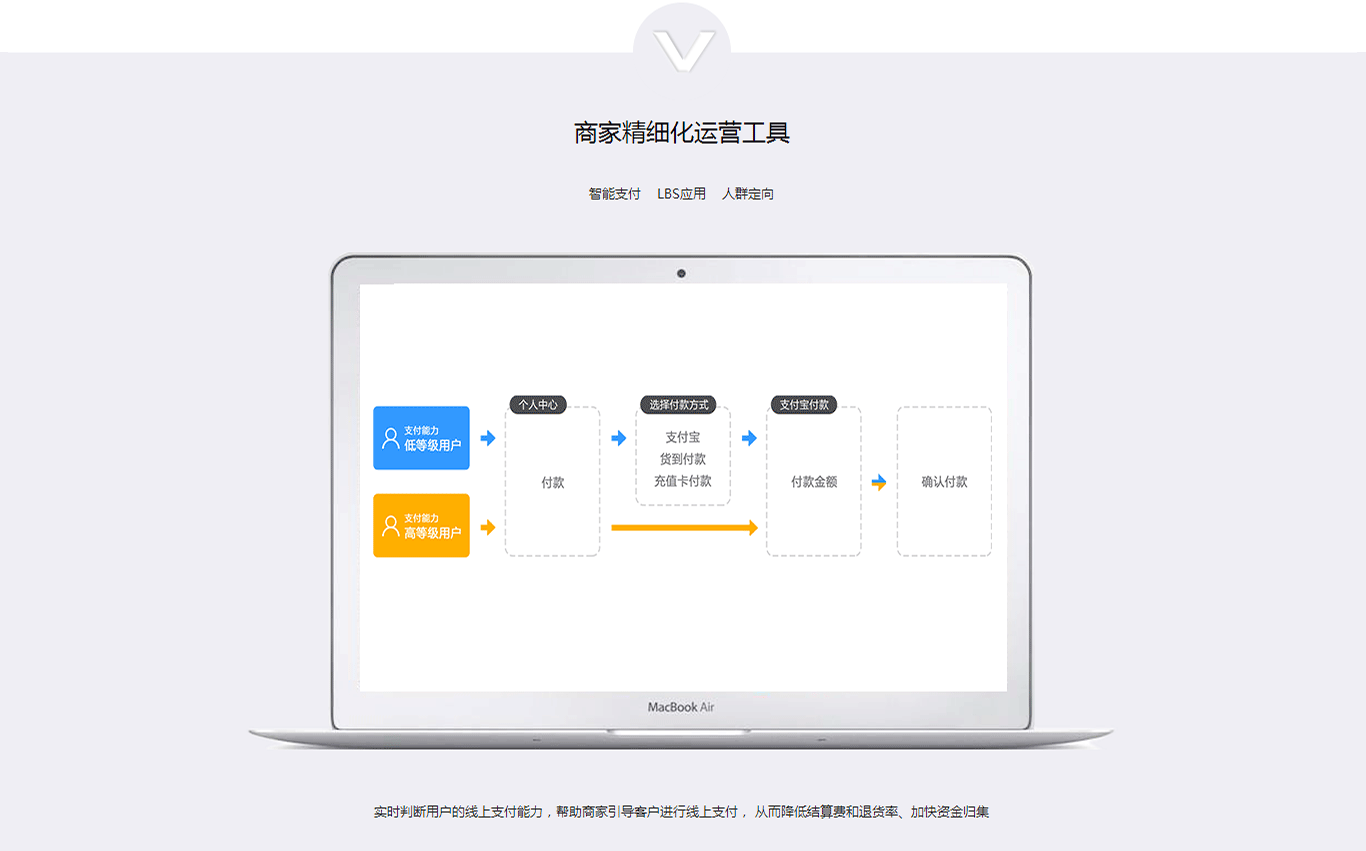 商家精细化运营工具
智能支付 LBS应用 人群定向
个人中心
选择付款方式
支付宝付款
支付能力
低等级用户
支付宝
货到付款
充值卡付款
付款
付款金额
确认付款
支付能力
高等级用户
MacBook Air
实时判断用户的线上支付能力，帮助商家引导客户进行线上支付，从而降低结算费和退货率、加快资金归集